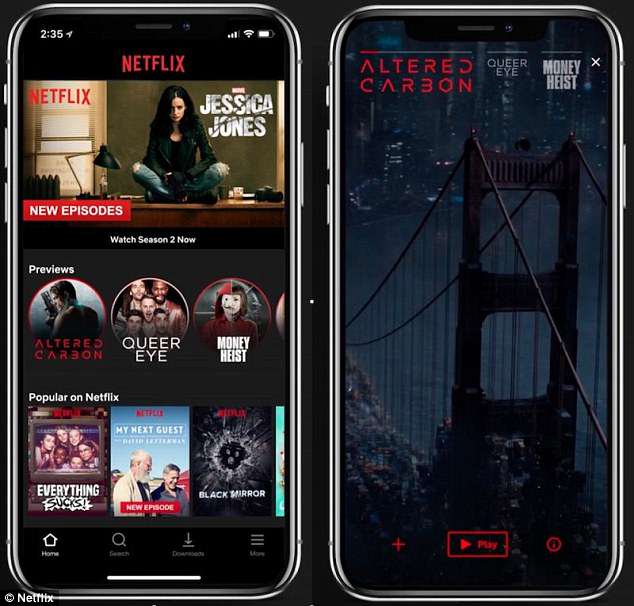 2:35
NETFLIX
NETFLIX
MARVEL
JESSICA
JONES
NEW EPISODES
Watch Season 2 Now
Previews
ALTERED
CARBON
QUEER
EYE
MONEY
HEIST
Popular on Netflix
NETFLIX
EVERYTHING
SUCKS!
NETFLIX
MY NEXT GUEST
DAVID LETTERMAN
NEW EPISODE
NETFLIX
BLACK MIRROR
Home
Search
Downloads
More
ALTERED
CARBON
QUEER
EYE
MONEY
HEIST
×
+
Play
© Netflix